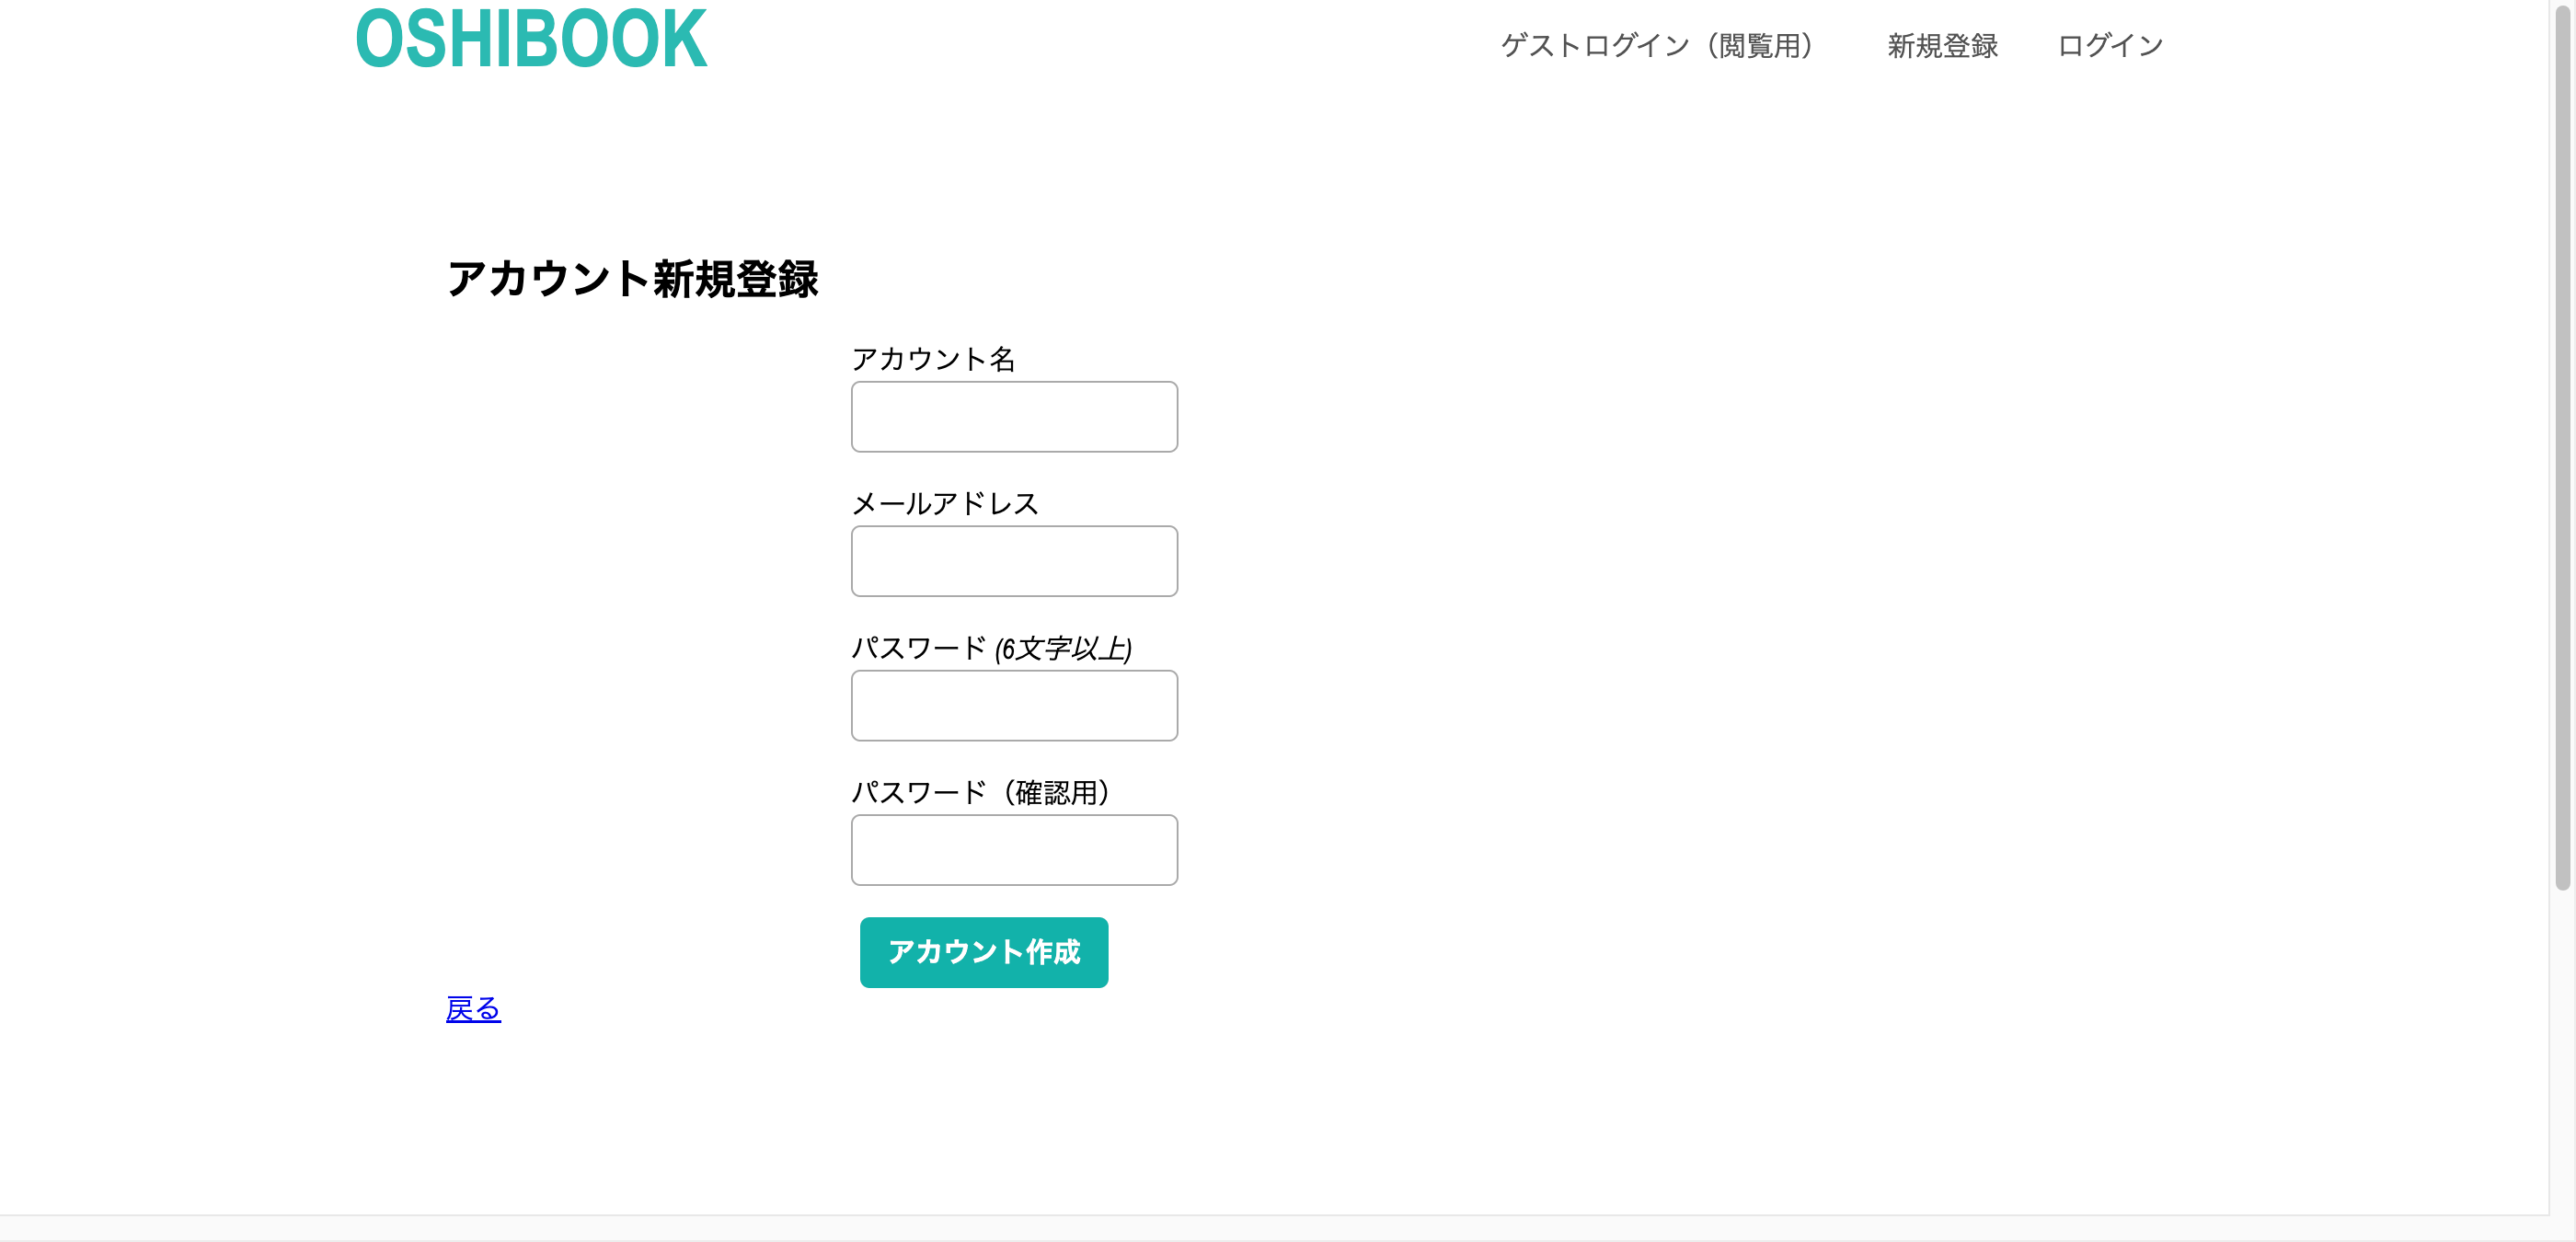 OSHIBOOK
ゲストログイン（閲覧用） 新規登録 ログイン
アカウント新規登録
アカウント名
メールアドレス
パスワード (6文字以上)
パスワード（確認用）
アカウント作成
戻る